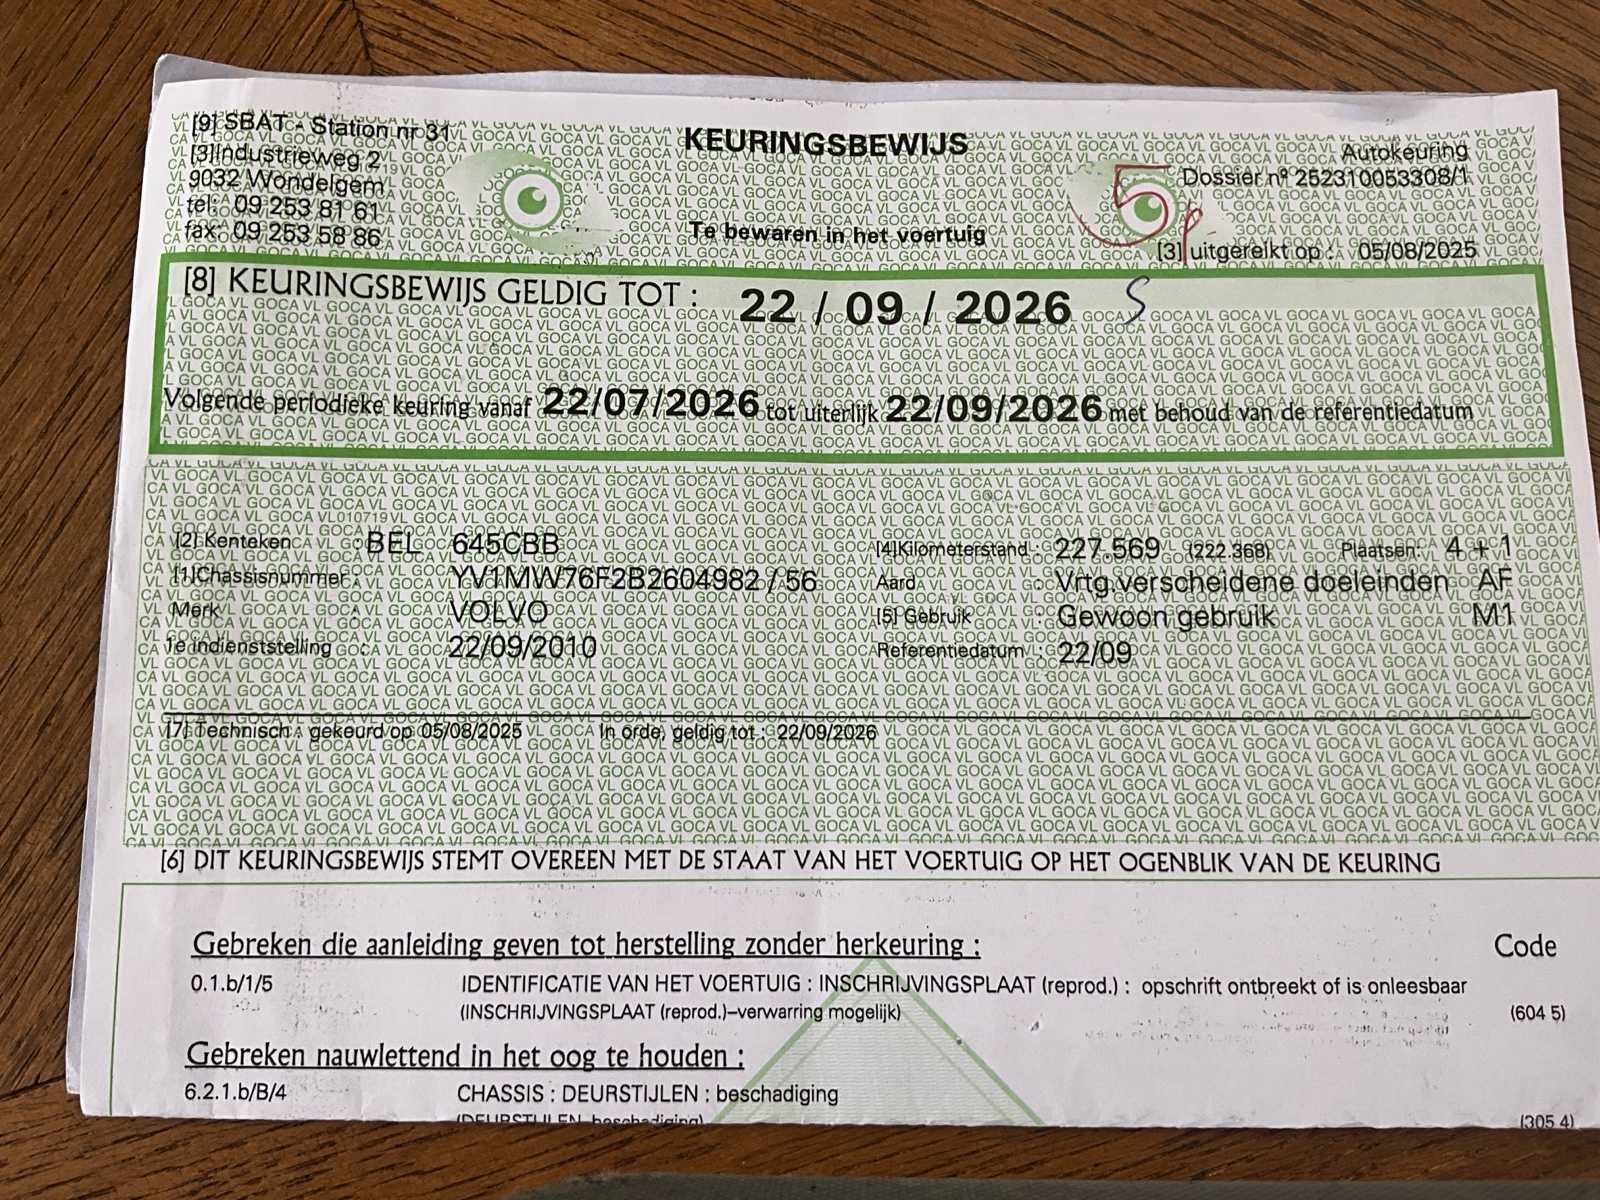 [9] SBAT - Station nr 31
[3]Industrieweg 2
9032 Wondelgem
tel: 09 253 81 61
fax: 09 253 58 86
KEURINGSBEWIJS
Te bewaren in het voertuig
Autokeuring
Dossier nº 252310053308/1
[3] uitgereikt op : 05/08/2025
5
[8] KEURINGSBEWIJS GELDIG TOT : 22 / 09 / 2026
Volgende periodieke keuring vanaf 22/07/2026 tot uiterlijk 22/09/2026 met behoud van de referentiedatum
[2] Kenteken : BEL 645CBB
[1]Chassisnummer : YV1MW76F2B2604982 / 56
Merk : VOLVO
1e indienststelling : 22/09/2010
[4]Kilometerstand : 227.569 (222.368) Plaatsen: 4 + 1
Aard : Vrtg.verscheidene doeleinden AF
[5] Gebruik : Gewoon gebruik M1
Referentiedatum : 22/09
[7] Technisch : gekeurd op 05/08/2025 In orde, geldig tot : 22/09/2026
[6] DIT KEURINGSBEWIJS STEMT OVEREEN MET DE STAAT VAN HET VOERTUIG OP HET OGENBLIK VAN DE KEURING
Gebreken die aanleiding geven tot herstelling zonder herkeuring : Code
0.1.b/1/5 IDENTIFICATIE VAN HET VOERTUIG : INSCHRIJVINGSPLAAT (reprod.) : opschrift ontbreekt of is onleesbaar
(INSCHRIJVINGSPLAAT (reprod.)–verwarring mogelijk) (604 5)
Gebreken nauwlettend in het oog te houden :
6.2.1.b/B/4 CHASSIS : DEURSTIJLEN : beschadiging
(DEURSTIJLEN-beschadiging) (305 4)